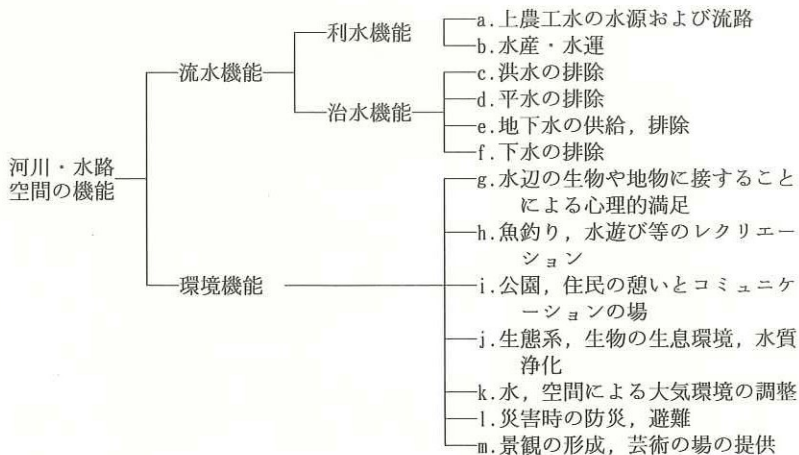 河川・水路
空間の機能
流水機能
利水機能
a.上農工水の水源および流路
b.水産・水運
治水機能
c.洪水の排除
d.平水の排除
e.地下水の供給，排除
f.下水の排除
環境機能
g.水辺の生物や地物に接すること
による心理的満足
h.魚釣り，水遊び等のレクリエー
ション
i.公園，住民の憩いとコミュニケ
ーションの場
j.生態系，生物の生息環境，水質
浄化
k.水，空間による大気環境の調整
l.災害時の防災，避難
m.景観の形成，芸術の場の提供